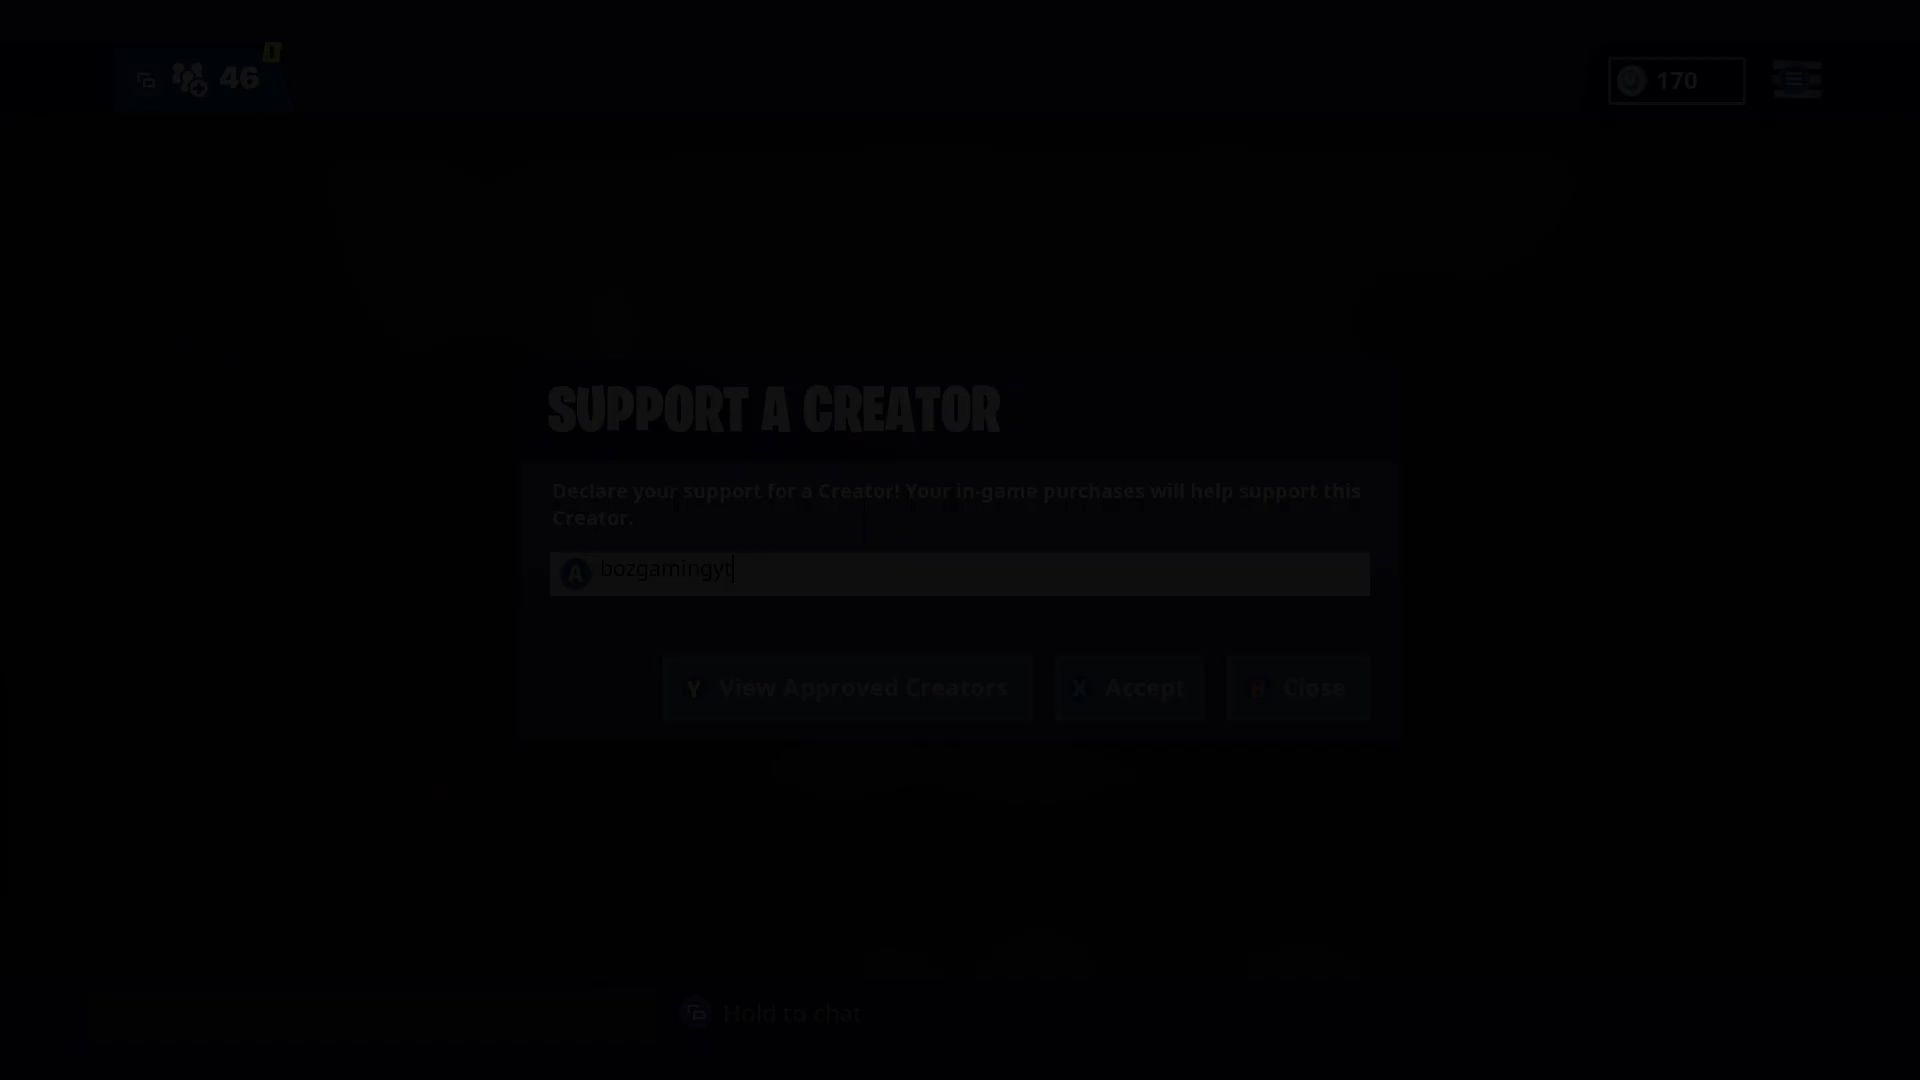 46
170
SUPPORT A CREATOR
Declare your support for a Creator! Your in-game purchases will help support this
Creator.
A bozgamingyt
Y View Approved Creators
X Accept
B Close
Hold to chat